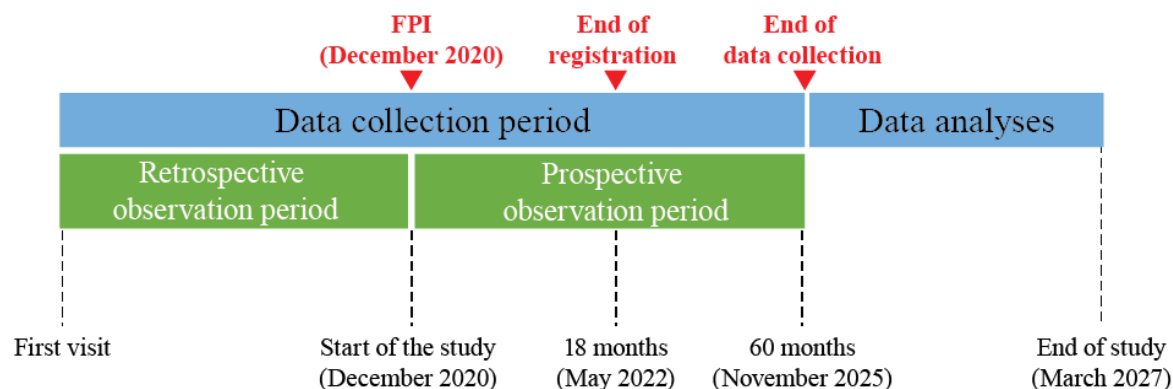 FPI
(December 2020)
End of
registration
End of
data collection
Data collection period
Data analyses
Retrospective
observation period
Prospective
observation period
First visit
Start of the study
(December 2020)
18 months
(May 2022)
60 months
(November 2025)
End of study
(March 2027)